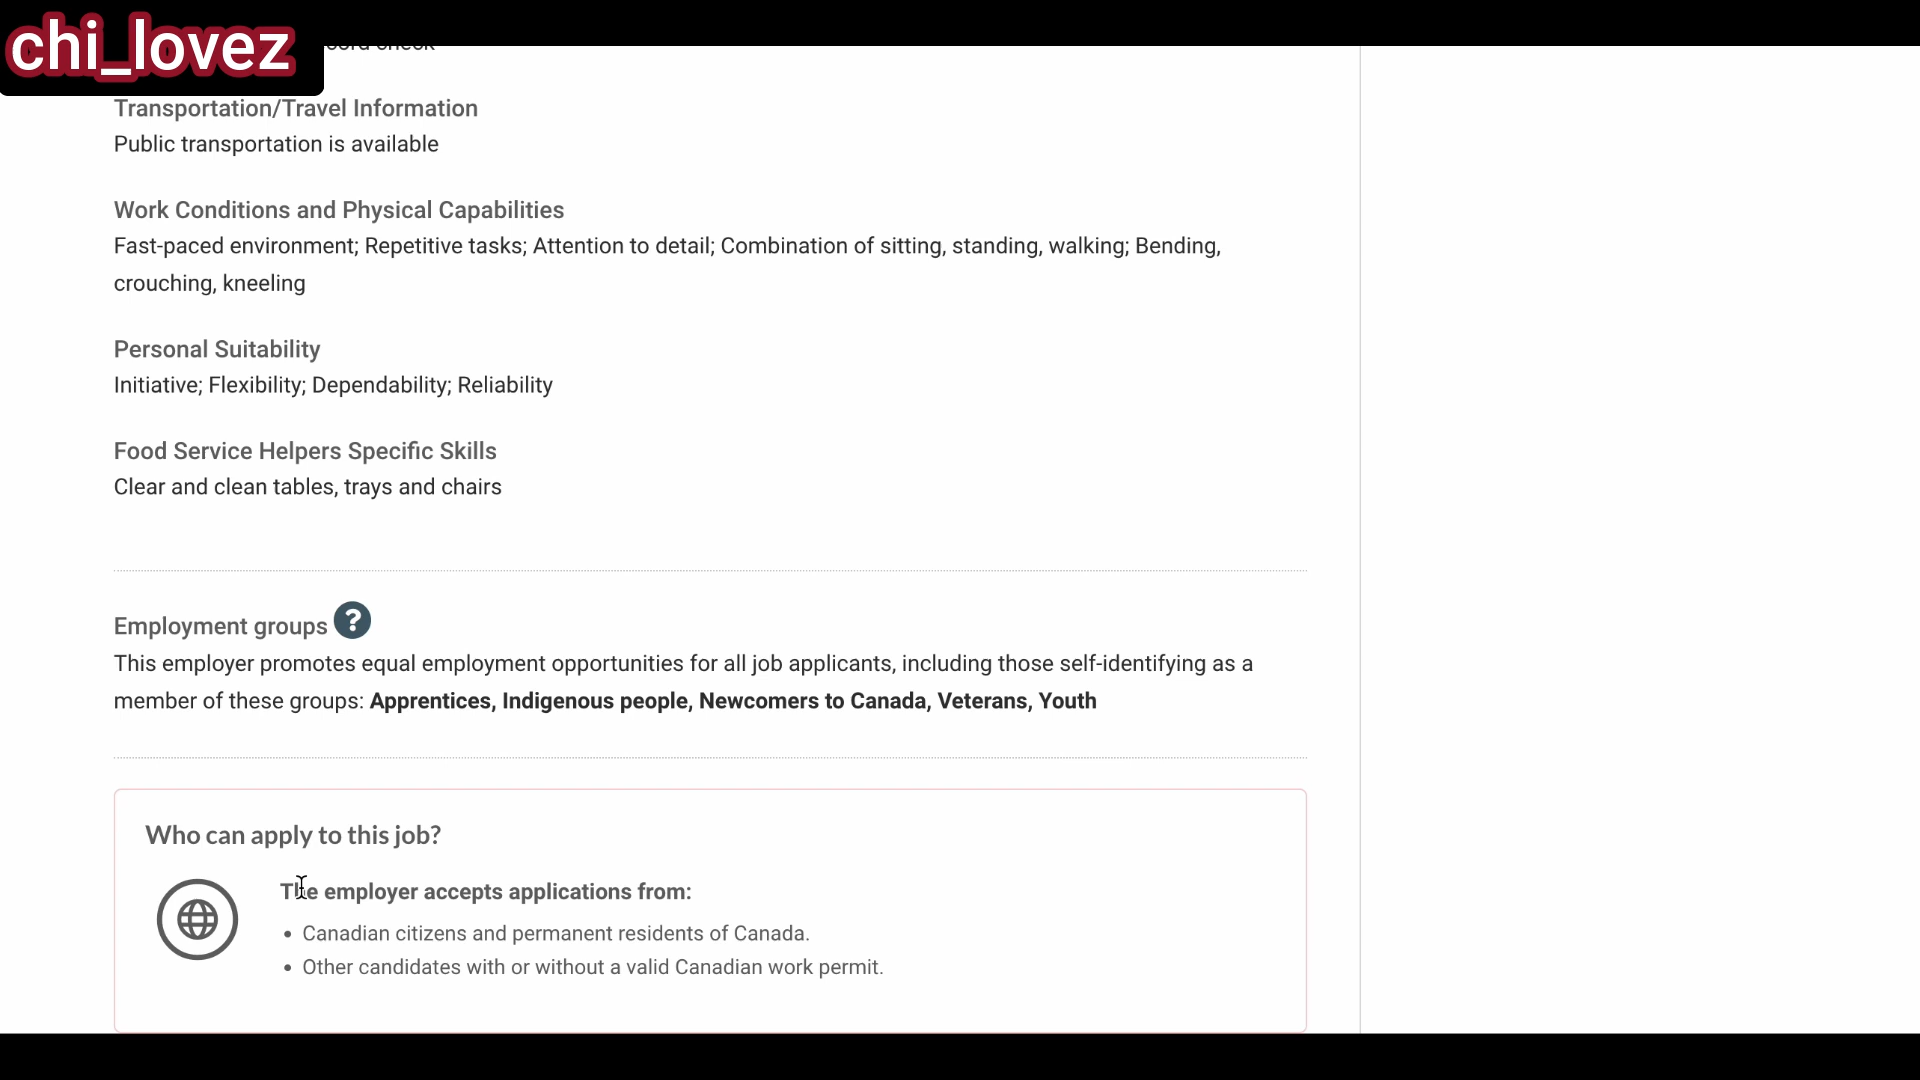 chi_lovez
check
Transportation/Travel Information
Public transportation is available
Work Conditions and Physical Capabilities
Fast-paced environment; Repetitive tasks; Attention to detail; Combination of sitting, standing, walking; Bending,
crouching, kneeling
Personal Suitability
Initiative; Flexibility; Dependability; Reliability
Food Service Helpers Specific Skills
Clear and clean tables, trays and chairs
Employment groups ?
This employer promotes equal employment opportunities for all job applicants, including those self-identifying as a
member of these groups: Apprentices, Indigenous people, Newcomers to Canada, Veterans, Youth
Who can apply to this job?
The employer accepts applications from:
• Canadian citizens and permanent residents of Canada.
• Other candidates with or without a valid Canadian work permit.